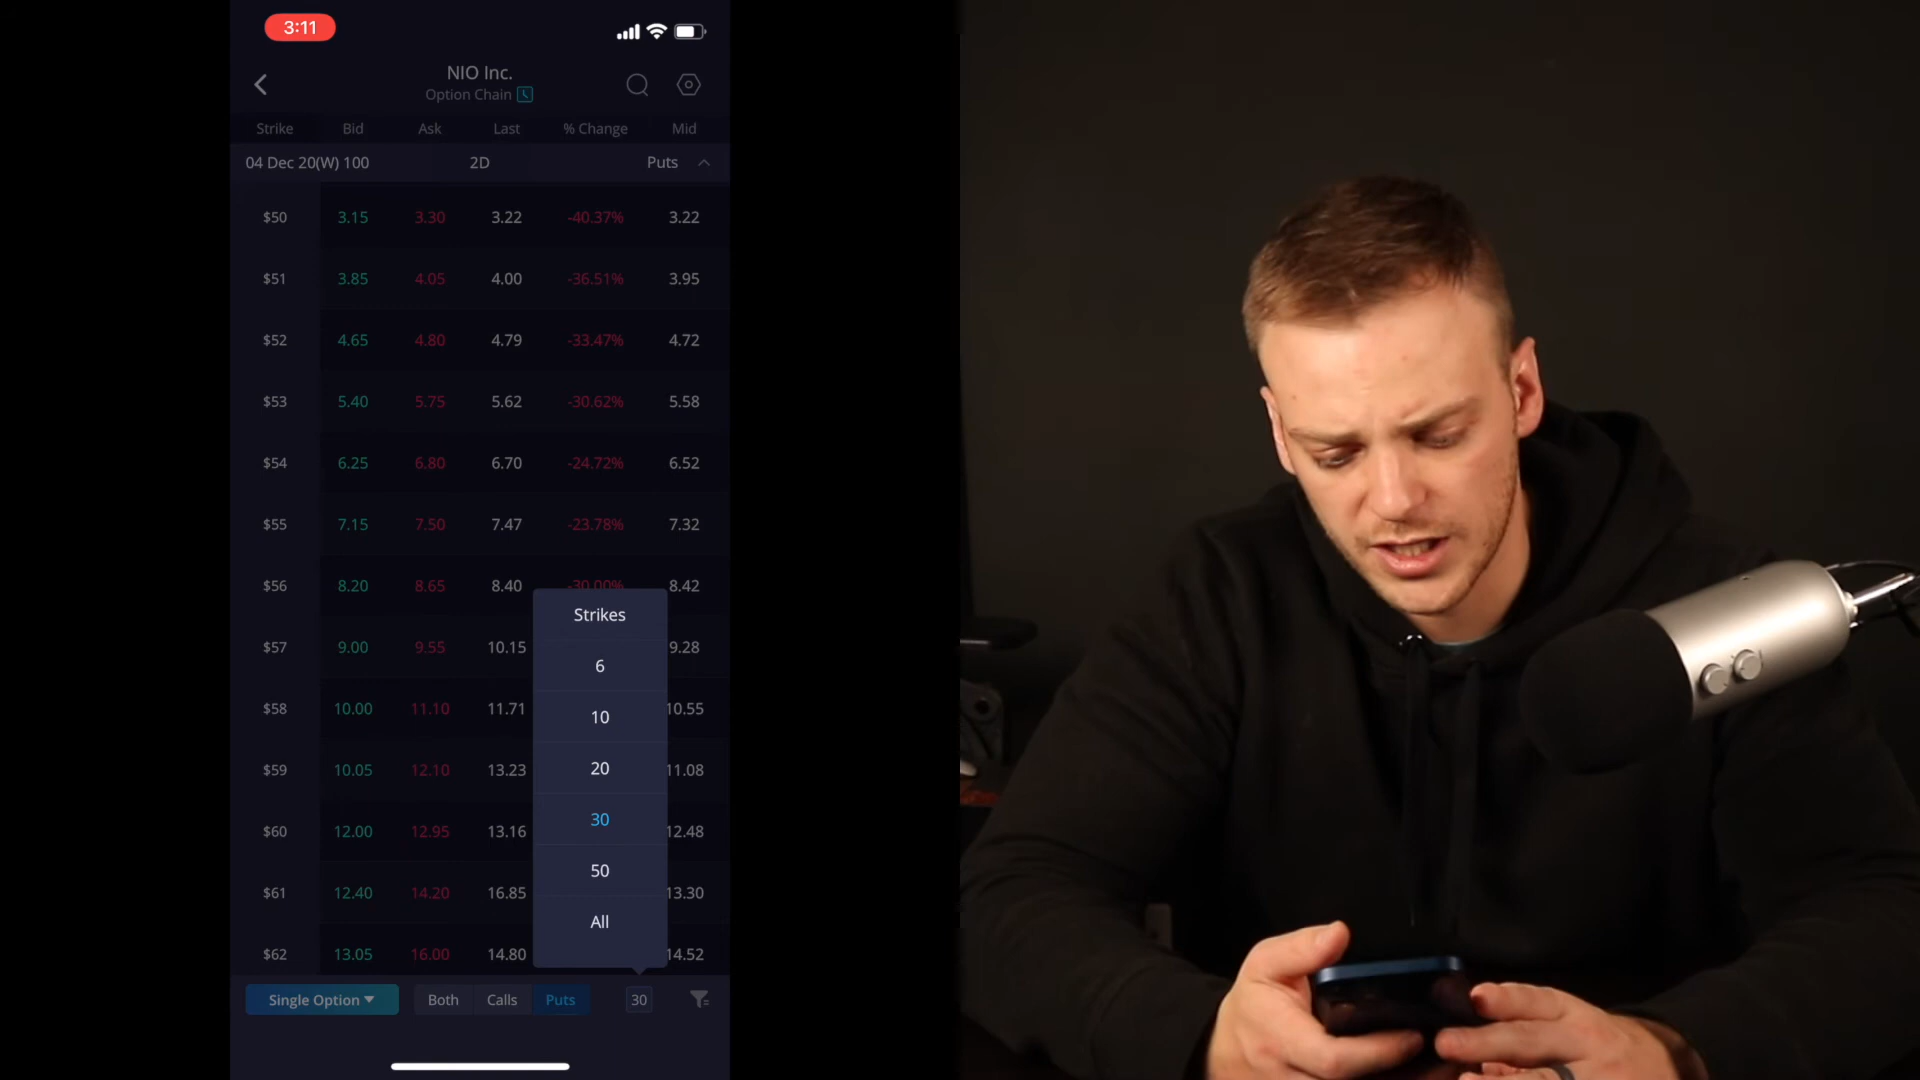 3:11
NIO Inc.
Option Chain
Strike Bid Ask Last % Change Mid
04 Dec 20(W) 100 2D Puts
$50 3.15 3.30 3.22 -40.37% 3.22
$51 3.85 4.05 4.00 -36.51% 3.95
$52 4.65 4.80 4.79 -33.47% 4.72
$53 5.40 5.75 5.62 -30.62% 5.58
$54 6.25 6.80 6.70 -24.72% 6.52
$55 7.15 7.50 7.47 -23.78% 7.32
$56 8.20 8.65 8.40 -30.00% 8.42
Strikes
$57 9.00 9.55 10.15 9.28
6
$58 10.00 11.10 11.71 10.55
10
$59 10.05 12.10 13.23 11.08
20
$60 12.00 12.95 13.16 12.48
30
$61 12.40 14.20 16.85 13.30
50
$62 13.05 16.00 14.80 14.52
All
Single Option Both Calls Puts 30